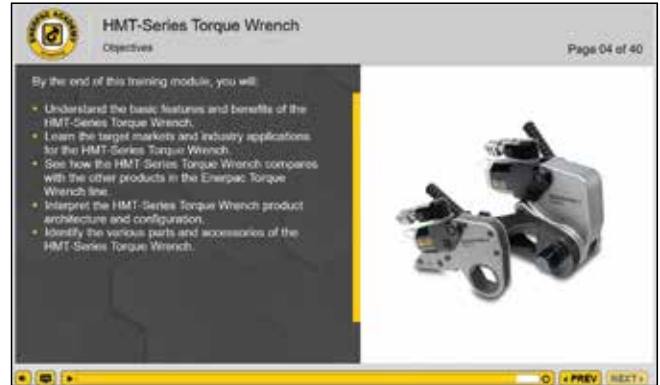 ENERPAC ACADEMY
HMT-Series Torque Wrench
Objectives
Page 04 of 40
By the end of this training module, you will:
• Understand the basic features and benefits of the
HMT-Series Torque Wrench.
• Learn the target markets and industry applications
for the HMT-Series Torque Wrench.
• See how the HMT-Series Torque Wrench compares
with the other products in the Enerpac Torque
Wrench line.
• Interpret the HMT-Series Torque Wrench product
architecture and configuration.
• Identify the various parts and accessories of the
HMT-Series Torque Wrench.
PREV
NEXT